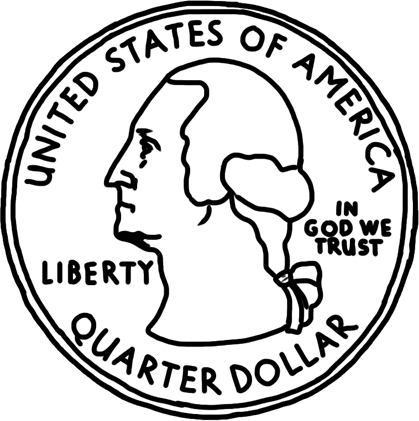 UNITED STATES OF AMERICA
LIBERTY
IN
GOD WE
TRUST
QUARTER DOLLAR